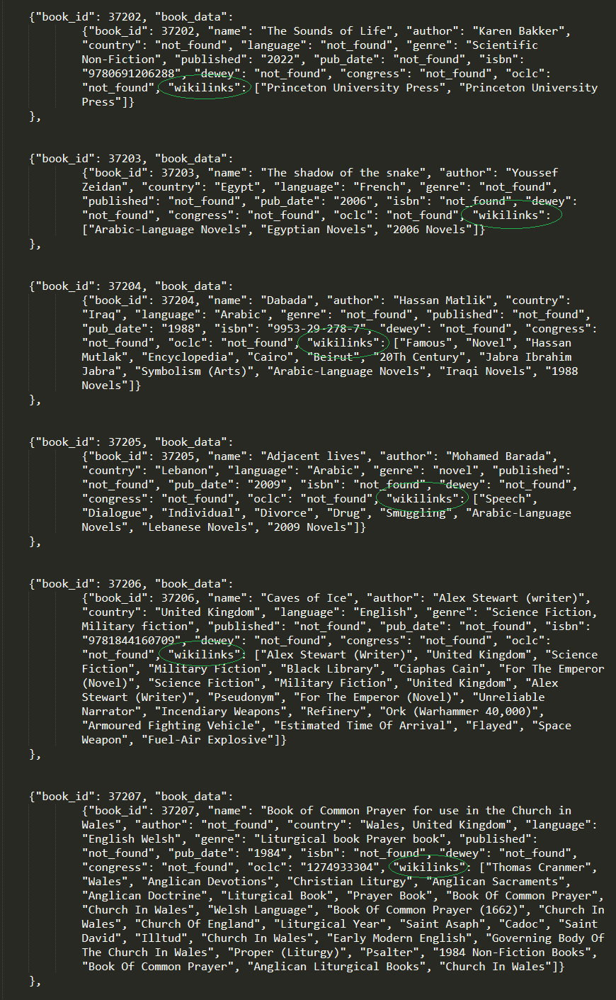 {"book_id": 37202, "book_data":
{"book_id": 37202, "name": "The Sounds of Life", "author": "Karen Bakker",
"country": "not_found", "language": "not_found", "genre": "Scientific
Non-Fiction", "published": "2022", "pub_date": "not_found", "isbn":
"9780691206288", "dewey": "not_found", "congress": "not_found", "oclc":
"not_found", "wikilinks": ["Princeton University Press", "Princeton University
Press"]}
},
{"book_id": 37203, "book_data":
{"book_id": 37203, "name": "The shadow of the snake", "author": "Youssef
Zeidan", "country": "Egypt", "language": "French", "genre": "not_found",
"published": "not_found", "pub_date": "2006", "isbn": "not_found", "dewey":
"not_found", "congress": "not_found", "oclc": "not_found", "wikilinks":
["Arabic-Language Novels", "Egyptian Novels", "2006 Novels"]}
},
{"book_id": 37204, "book_data":
{"book_id": 37204, "name": "Dabada", "author": "Hassan Matlik", "country":
"Iraq", "language": "Arabic", "genre": "not_found", "published": "not_found",
"pub_date": "1988", "isbn": "9953-29-278-7", "dewey": "not_found", "congress":
"not_found", "oclc": "not_found", "wikilinks": ["Famous", "Novel", "Hassan
Mutlak", "Encyclopedia", "Cairo", "Beirut", "20Th Century", "Jabra Ibrahim
Jabra", "Symbolism (Arts)", "Arabic-Language Novels", "Iraqi Novels", "1988
Novels"]}
},
{"book_id": 37205, "book_data":
{"book_id": 37205, "name": "Adjacent lives", "author": "Mohamed Barada",
"country": "Lebanon", "language": "Arabic", "genre": "novel", "published":
"not_found", "pub_date": "2009", "isbn": "not_found", "dewey": "not_found",
"congress": "not_found", "oclc": "not_found", "wikilinks": ["Speech",
"Dialogue", "Individual", "Divorce", "Drug", "Smuggling", "Arabic-Language
Novels", "Lebanese Novels", "2009 Novels"]}
},
{"book_id": 37206, "book_data":
{"book_id": 37206, "name": "Caves of Ice", "author": "Alex Stewart (writer)",
"country": "United Kingdom", "language": "English", "genre": "Science Fiction,
Military fiction", "published": "not_found", "pub_date": "not_found", "isbn":
"9781844160709", "dewey": "not_found", "congress": "not_found", "oclc":
"not_found", "wikilinks": ["Alex Stewart (Writer)", "United Kingdom", "Science
Fiction", "Military Fiction", "Black Library", "Ciaphas Cain", "For The Emperor
(Novel)", "Science Fiction", "Military Fiction", "United Kingdom", "Alex
Stewart (Writer)", "Pseudonym", "For The Emperor (Novel)", "Unreliable
Narrator", "Incendiary Weapons", "Refinery", "Ork (Warhammer 40,000)",
"Armoured Fighting Vehicle", "Estimated Time Of Arrival", "Flayed", "Space
Weapon", "Fuel-Air Explosive"]}
},
{"book_id": 37207, "book_data":
{"book_id": 37207, "name": "Book of Common Prayer for use in the Church in
Wales", "author": "not_found", "country": "Wales, United Kingdom", "language":
"English Welsh", "genre": "Liturgical book Prayer book", "published":
"not_found", "pub_date": "1984", "isbn": "not_found", "dewey": "not_found",
"congress": "not_found", "oclc": "1274933304", "wikilinks": ["Thomas Cranmer",
"Wales", "Anglican Devotions", "Christian Liturgy", "Anglican Sacraments",
"Anglican Doctrine", "Liturgical Book", "Prayer Book", "Book Of Common Prayer",
"Church In Wales", "Welsh Language", "Book Of Common Prayer (1662)", "Church In
Wales", "Church Of England", "Liturgical Year", "Saint Asaph", "Cadoc", "Saint
David", "Illtud", "Church In Wales", "Early Modern English", "Governing Body Of
The Church In Wales", "Proper (Liturgy)", "Psalter", "1984 Non-Fiction Books",
"Book Of Common Prayer", "Anglican Liturgical Books", "Church In Wales"]}
},